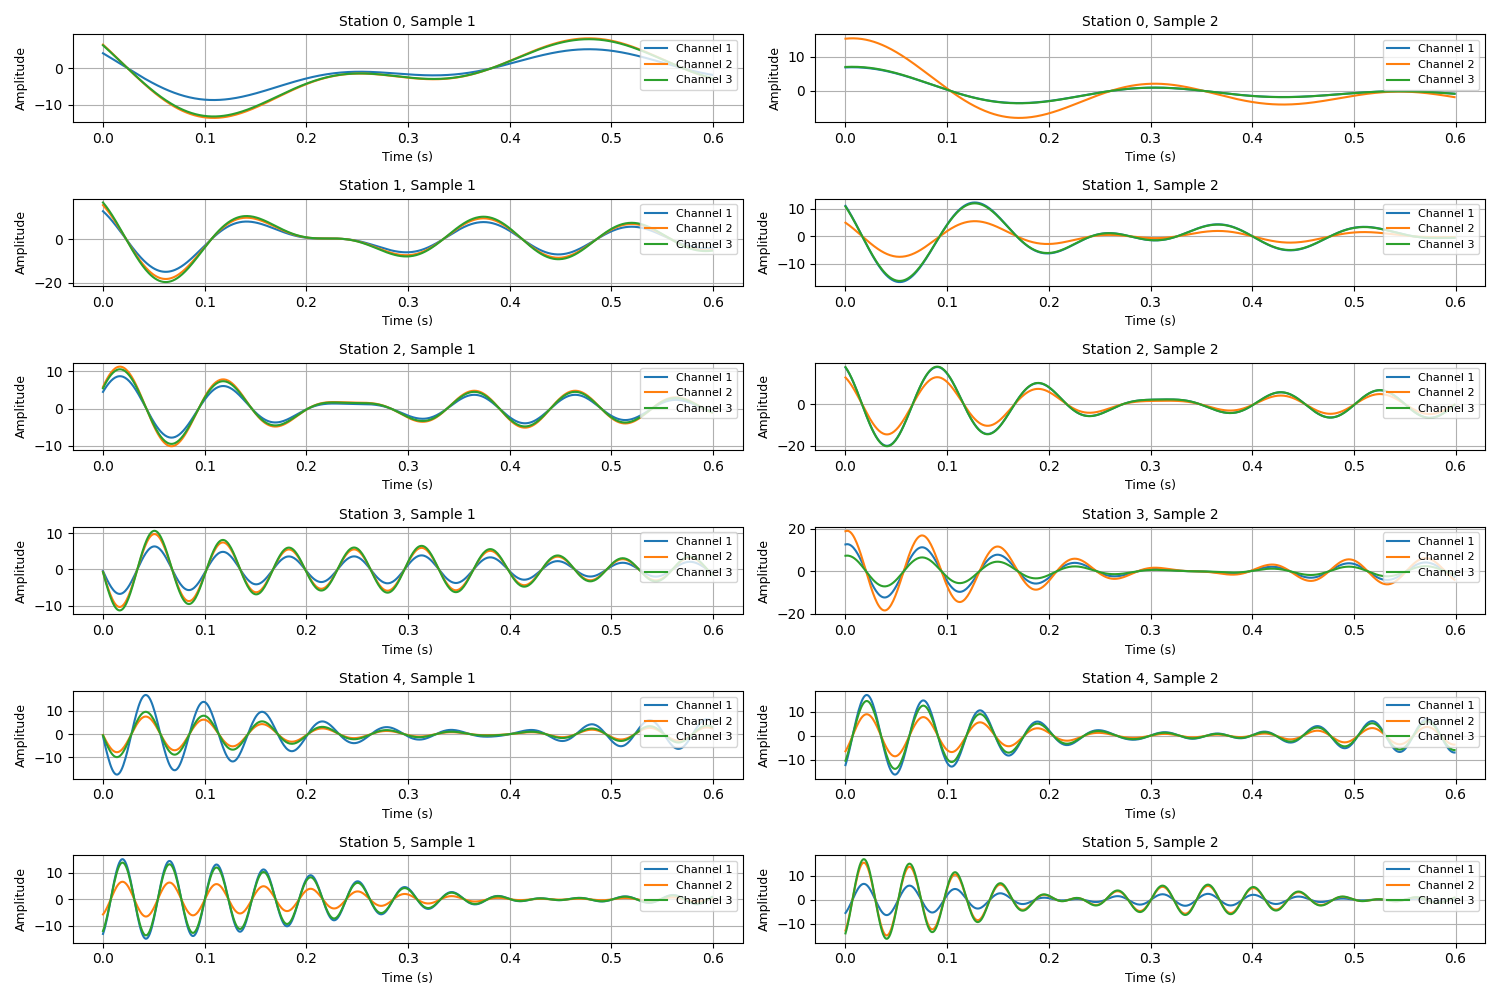 Station 0, Sample 1
Amplitude
10
0
−10
Channel 1
Channel 2
Channel 3
0.0 0.1 0.2 0.3 0.4 0.5 0.6
Time (s)
Station 0, Sample 2
Amplitude
10
0
Channel 1
Channel 2
Channel 3
0.0 0.1 0.2 0.3 0.4 0.5 0.6
Time (s)
Station 1, Sample 1
Amplitude
0
−20
Channel 1
Channel 2
Channel 3
0.0 0.1 0.2 0.3 0.4 0.5 0.6
Time (s)
Station 1, Sample 2
Amplitude
10
0
−10
Channel 1
Channel 2
Channel 3
0.0 0.1 0.2 0.3 0.4 0.5 0.6
Time (s)
Station 2, Sample 1
Amplitude
10
0
−10
Channel 1
Channel 2
Channel 3
0.0 0.1 0.2 0.3 0.4 0.5 0.6
Time (s)
Station 2, Sample 2
Amplitude
0
−20
Channel 1
Channel 2
Channel 3
0.0 0.1 0.2 0.3 0.4 0.5 0.6
Time (s)
Station 3, Sample 1
Amplitude
10
0
−10
Channel 1
Channel 2
Channel 3
0.0 0.1 0.2 0.3 0.4 0.5 0.6
Time (s)
Station 3, Sample 2
Amplitude
20
0
−20
Channel 1
Channel 2
Channel 3
0.0 0.1 0.2 0.3 0.4 0.5 0.6
Time (s)
Station 4, Sample 1
Amplitude
10
0
−10
Channel 1
Channel 2
Channel 3
0.0 0.1 0.2 0.3 0.4 0.5 0.6
Time (s)
Station 4, Sample 2
Amplitude
10
0
−10
Channel 1
Channel 2
Channel 3
0.0 0.1 0.2 0.3 0.4 0.5 0.6
Time (s)
Station 5, Sample 1
Amplitude
10
0
−10
Channel 1
Channel 2
Channel 3
0.0 0.1 0.2 0.3 0.4 0.5 0.6
Time (s)
Station 5, Sample 2
Amplitude
10
0
−10
Channel 1
Channel 2
Channel 3
0.0 0.1 0.2 0.3 0.4 0.5 0.6
Time (s)